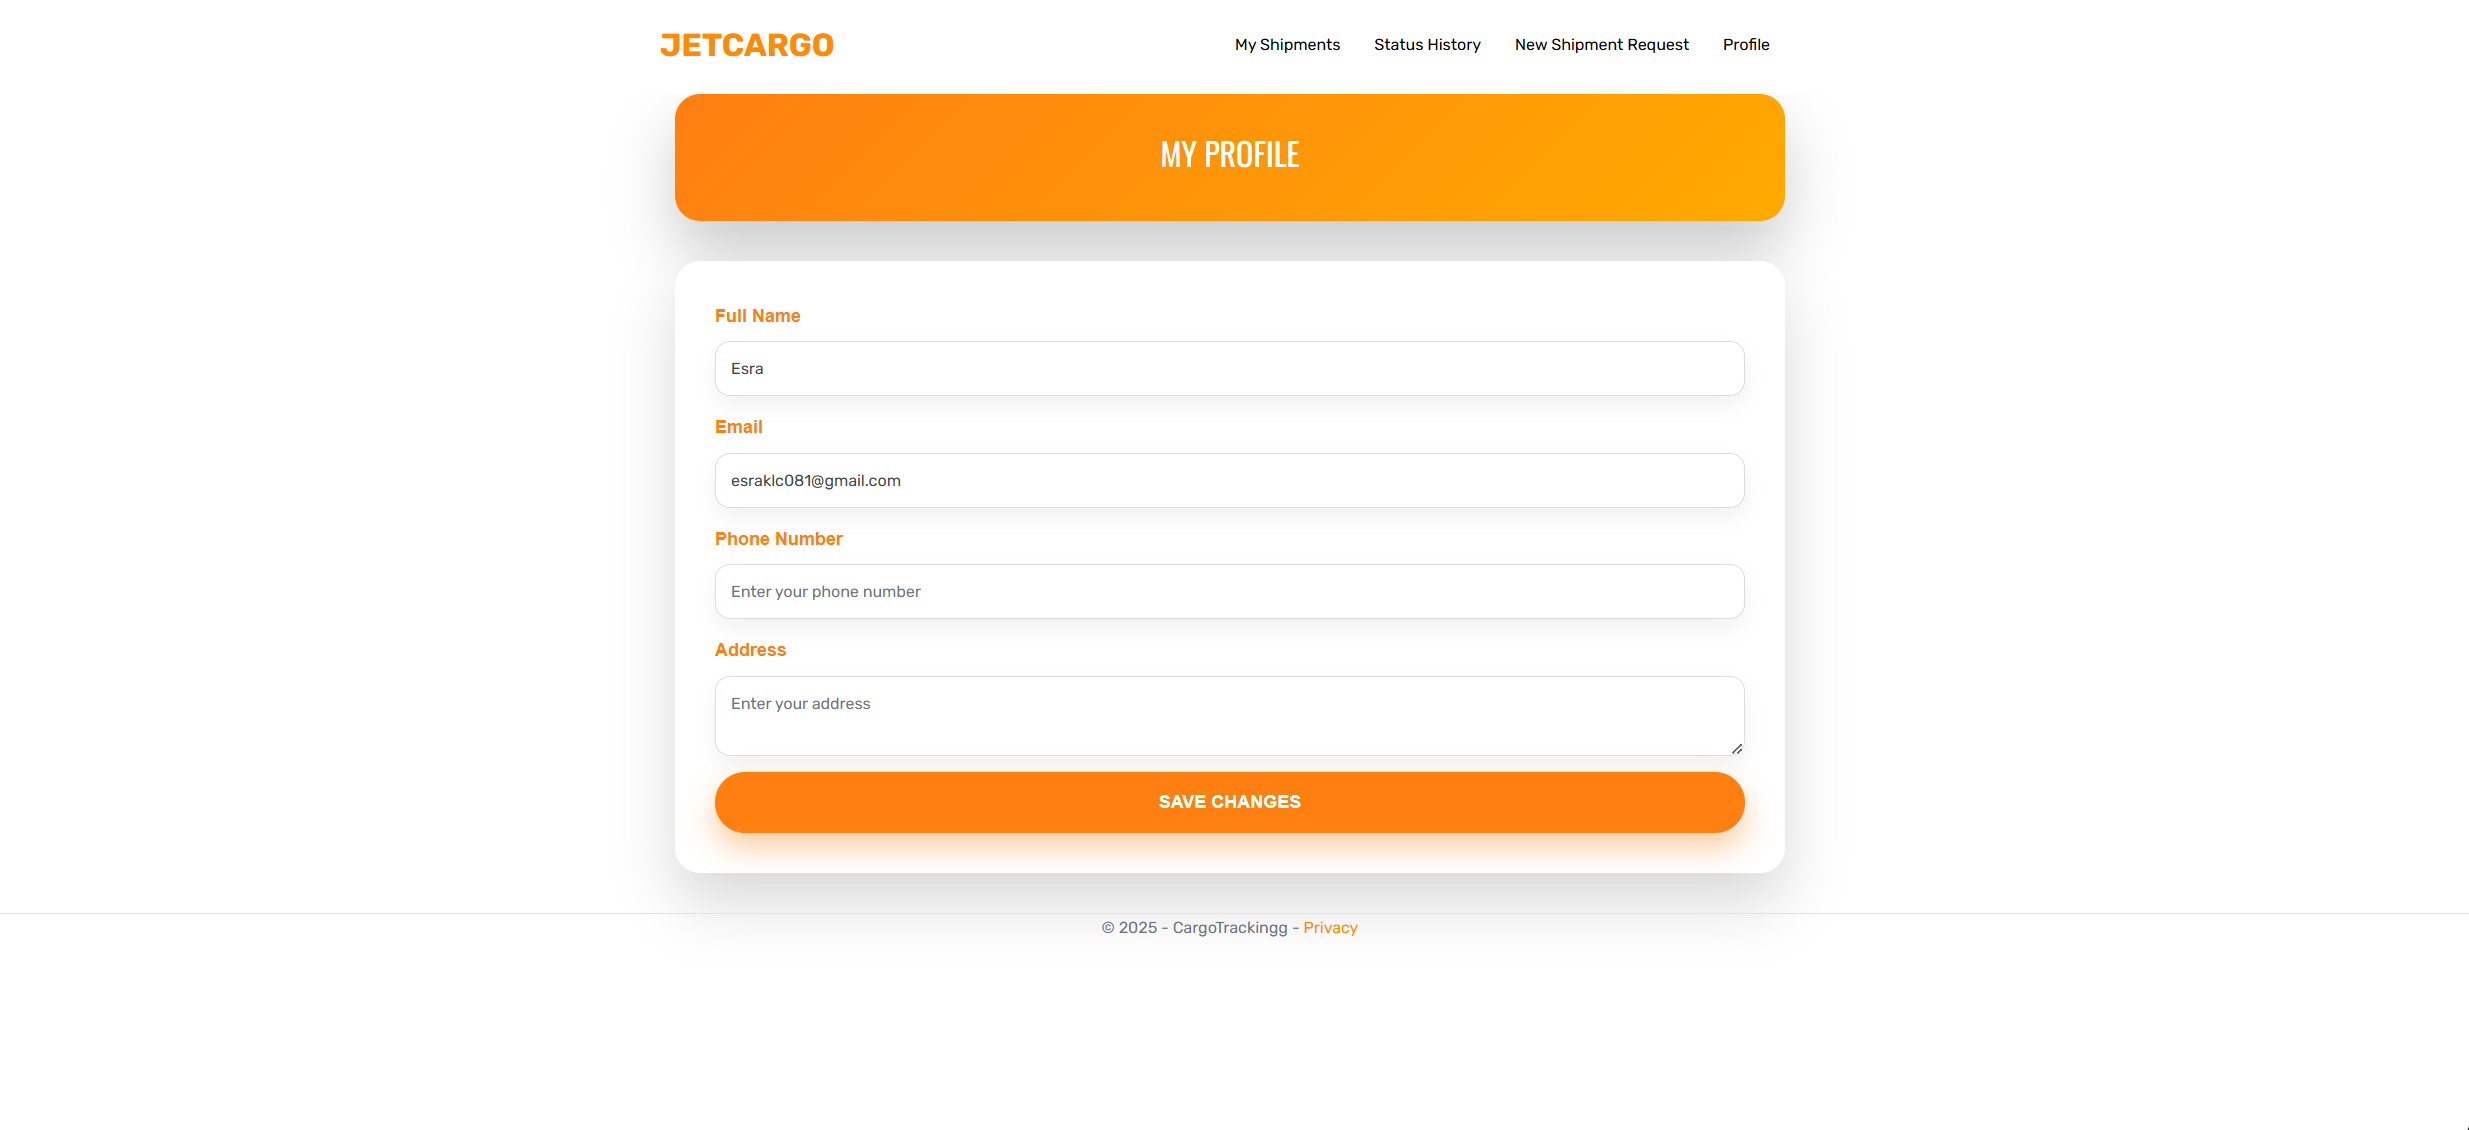 JETCARGO
My Shipments
Status History
New Shipment Request
Profile
MY PROFILE
Full Name
Esra
Email
esraklc081@gmail.com
Phone Number
Enter your phone number
Address
Enter your address
SAVE CHANGES
© 2025 - CargoTrackingg - Privacy